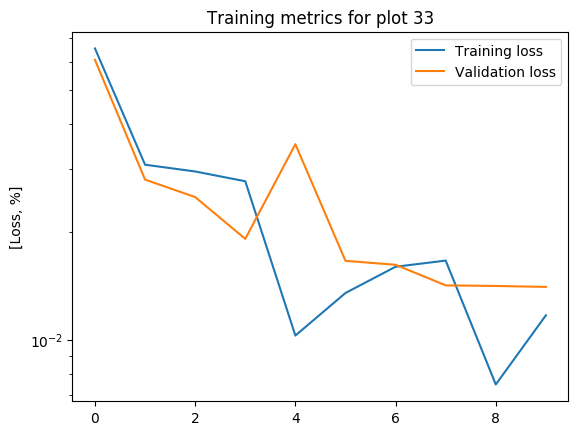 Training metrics for plot 33
Training loss
Validation loss
[Loss, %]
10⁻²
0
2
4
6
8